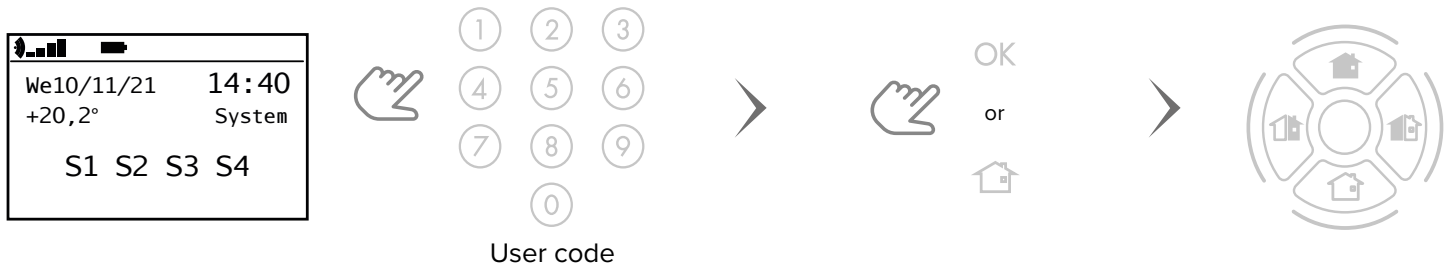 We10/11/21 14:40
+20,2° System
S1 S2 S3 S4
1 2 3
4 5 6
7 8 9
0
User code
OK
or